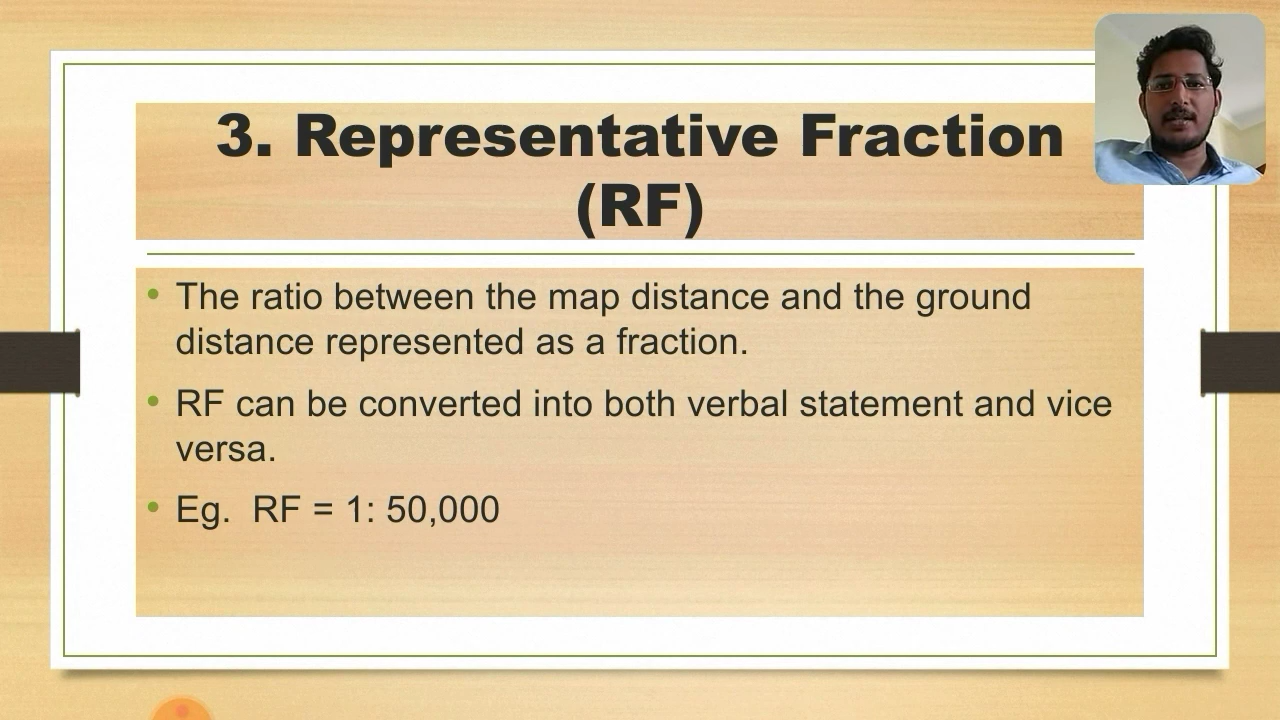 3. Representative Fraction
(RF)
• The ratio between the map distance and the ground
distance represented as a fraction.
• RF can be converted into both verbal statement and vice
versa.
• Eg.  RF = 1: 50,000